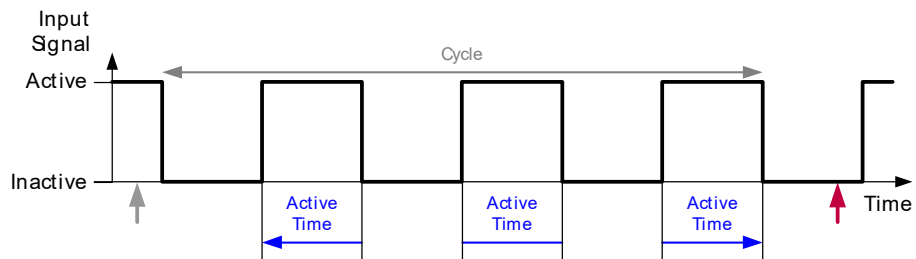 Input
Signal
Cycle
Active
Inactive
Active
Time
Active
Time
Active
Time
Time